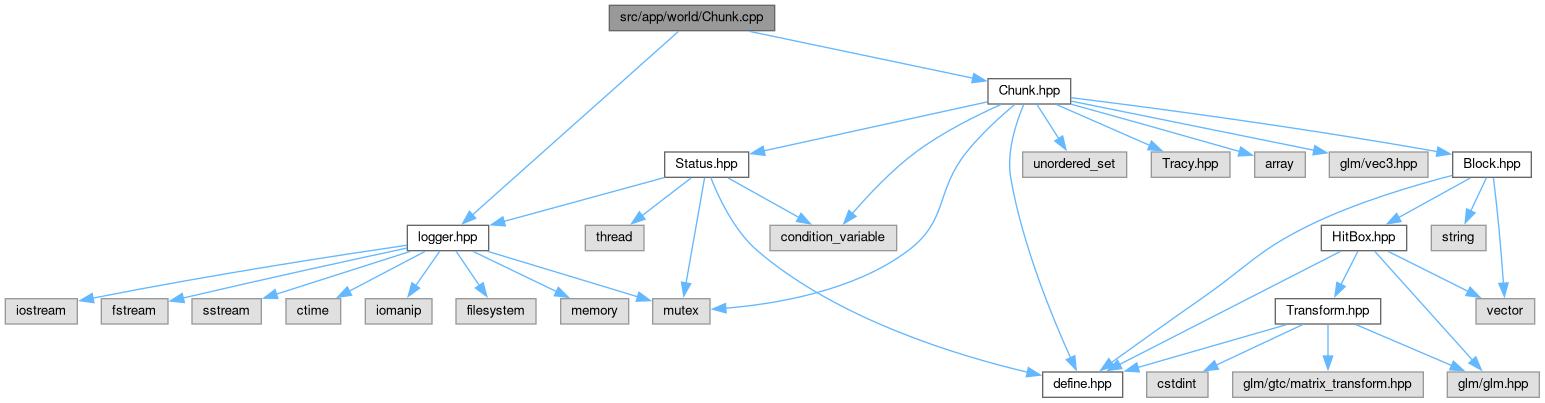 src/app/world/Chunk.cpp
Chunk.hpp
Status.hpp
unordered_set
Tracy.hpp
array
glm/vec3.hpp
Block.hpp
logger.hpp
thread
condition_variable
HitBox.hpp
string
iostream
fstream
sstream
ctime
iomanip
filesystem
memory
mutex
Transform.hpp
vector
define.hpp
cstdint
glm/gtc/matrix_transform.hpp
glm/glm.hpp